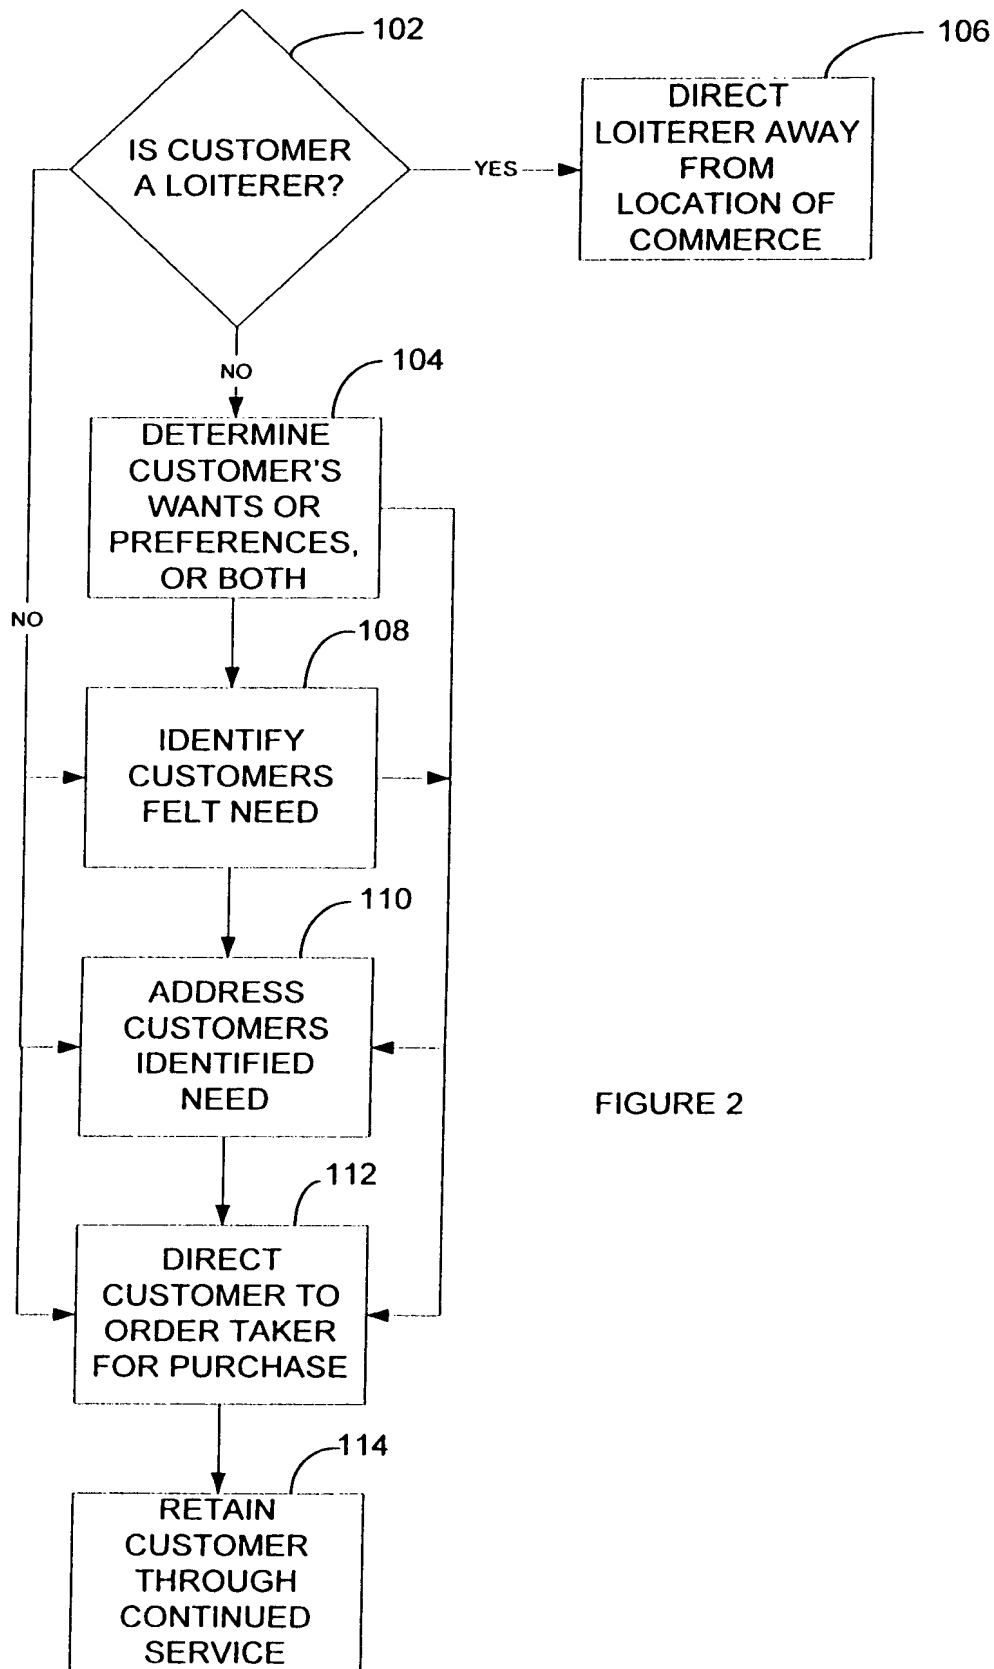 102
106
IS CUSTOMER
A LOITERER?
YES
DIRECT
LOITERER AWAY
FROM
LOCATION OF
COMMERCE
NO
104
DETERMINE
CUSTOMER'S
WANTS OR
PREFERENCES,
OR BOTH
NO
108
IDENTIFY
CUSTOMERS
FELT NEED
110
ADDRESS
CUSTOMERS
IDENTIFIED
NEED
FIGURE 2
112
DIRECT
CUSTOMER TO
ORDER TAKER
FOR PURCHASE
114
RETAIN
CUSTOMER
THROUGH
CONTINUED
SERVICE